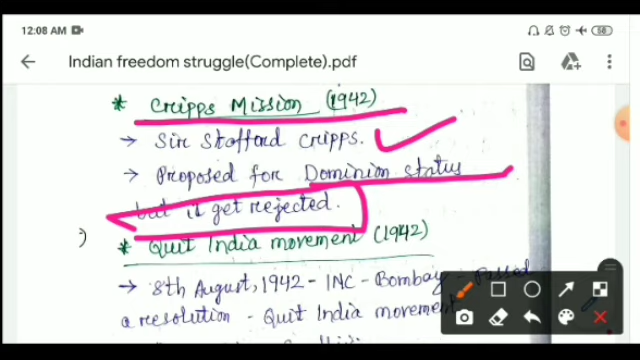 12:08 AM
58
Indian freedom struggle(Complete).pdf
* Cripps Mission (1942)
→ Sir Stafford Cripps.
→ Proposed for Dominion status
but it get rejected.
)
* Quit India movement (1942)
→ 8th August, 1942 - INC - Bombay - Passed
a resolution - Quit India movement